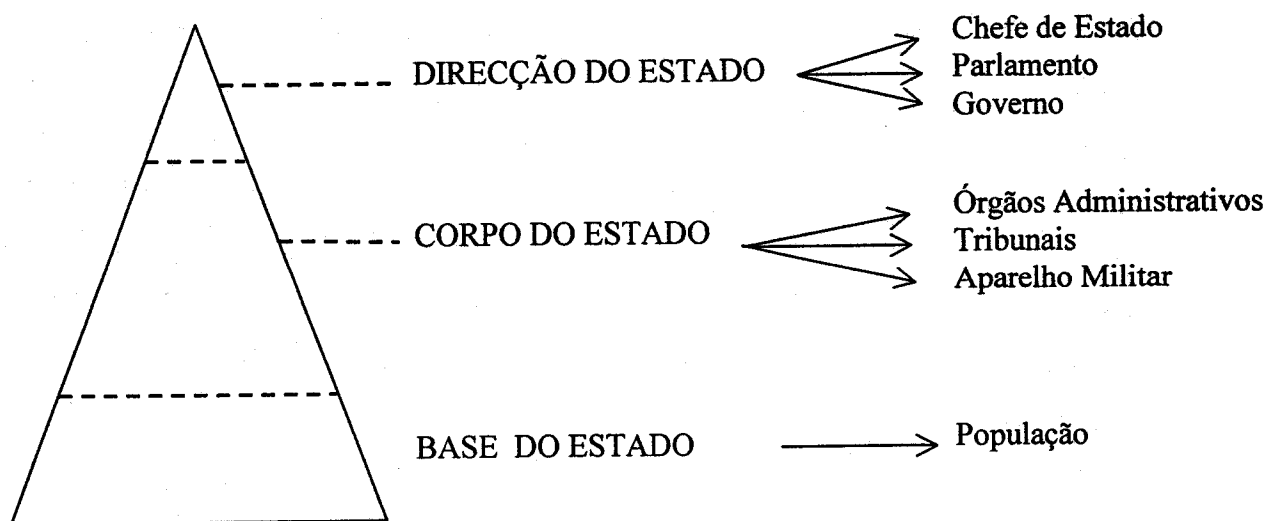 DIRECÇÃO DO ESTADO
Chefe de Estado
Parlamento
Governo
CORPO DO ESTADO
Órgãos Administrativos
Tribunais
Aparelho Militar
BASE DO ESTADO
População